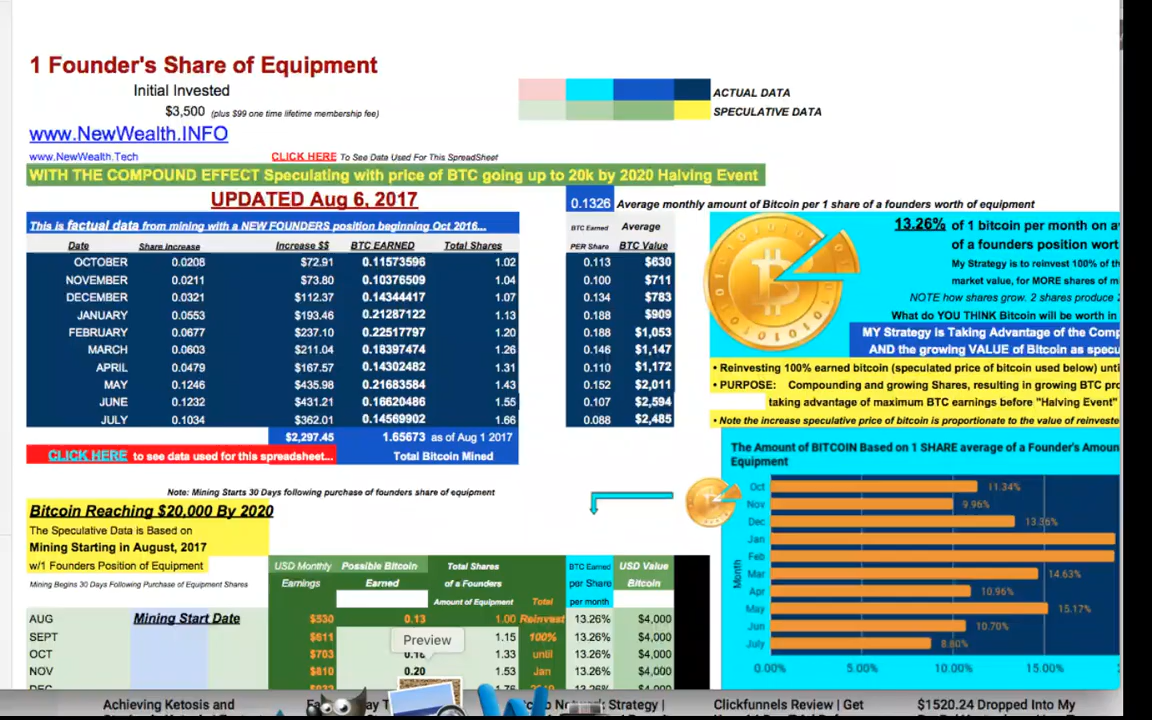 1 Founder's Share of Equipment
Initial Invested
$3,500 (plus $99 one time lifetime membership fee)
ACTUAL DATA
SPECULATIVE DATA
www.NewWealth.INFO
www.NewWealth.Tech CLICK HERE To See Data Used For This SpreadSheet
WITH THE COMPOUND EFFECT Speculating with price of BTC going up to 20k by 2020 Halving Event
UPDATED Aug 6, 2017
0.1326 Average monthly amount of Bitcoin per 1 share of a founders worth of equipment
This is factual data from mining with a NEW FOUNDERS position beginning Oct 2016...
Date Share Increase Increase $$ BTC EARNED Total Shares
OCTOBER 0.0208 $72.91 0.11573596 1.02
NOVEMBER 0.0211 $73.80 0.10376509 1.04
DECEMBER 0.0321 $112.37 0.14344417 1.07
JANUARY 0.0553 $193.46 0.21287122 1.13
FEBRUARY 0.0677 $237.10 0.22517797 1.20
MARCH 0.0603 $211.04 0.18397474 1.26
APRIL 0.0479 $167.57 0.14302482 1.31
MAY 0.1246 $435.98 0.21683584 1.43
JUNE 0.1232 $431.21 0.16620486 1.55
JULY 0.1034 $362.01 0.14569902 1.66
$2,297.45 1.65673 as of Aug 1 2017
CLICK HERE to see data used for this spreadsheet... Total Bitcoin Mined
BTC Earned Average
PER Share BTC Value
0.113 $630
0.100 $711
0.134 $783
0.188 $909
0.188 $1,053
0.146 $1,147
0.110 $1,172
0.152 $2,011
0.107 $2,594
0.088 $2,485
13.26% of 1 bitcoin per month on
of a founders position
My Strategy is to reinvest 100% of
market value, for MORE shares of
NOTE how shares grow. 2 shares produce
What do YOU THINK Bitcoin will be worth in
MY Strategy is Taking Advantage of the
AND the growing VALUE of Bitcoin as
• Reinvesting 100% earned bitcoin (speculated price of bitcoin used below)
• PURPOSE: Compounding and growing Shares, resulting in growing BTC
taking advantage of maximum BTC earnings before "Halving Event"
• Note the increase speculative price of bitcoin is proportionate to the value of
The Amount of BITCOIN Based on 1 SHARE average of a Founder's
Equipment
Month
Oct 11.34%
Nov 9.96%
Dec 13.36%
Jan
Feb
Mar 14.63%
Apr 10.96%
May 15.17%
Jun 10.70%
July 8.80%
0.00% 5.00% 10.00% 15.00%
Note: Mining Starts 30 Days following purchase of founders share of equipment
Bitcoin Reaching $20,000 By 2020
The Speculative Data is Based on
Mining Starting in August, 2017
w/1 Founders Position of Equipment
Mining Begins 30 Days Following Purchase of Equipment Shares
USD Monthly Possible Bitcoin Total Shares BTC Earned USD Value
Earnings Earned of a Founders per Share Bitcoin
Amount of Equipment Total per month
AUG Mining Start Date $530 0.13 1.00 Reinvest 13.26% $4,000
SEPT $611 1.15 100% 13.26% $4,000
OCT $703 1.33 until 13.26% $4,000
NOV $810 0.20 1.53 Jan 13.26% $4,000
DEC
Preview
Achieving Ketosis and
Strategy |
Clickfunnels Review | Get
$1520.24 Dropped Into My